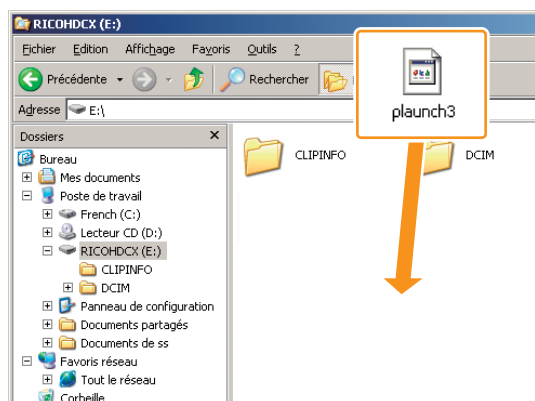 RICOHDCX (E:)
Fichier Edition Affichage Favoris Outils ?
Précédente Rechercher
Adresse E:\
plaunch3
Dossiers x
Bureau
Mes documents
Poste de travail
French (C:)
Lecteur CD (D:)
RICOHDCX (E:)
CLIPINFO
DCIM
Panneau de configuration
Documents partagés
Documents de ss
Favoris réseau
Tout le réseau
Corbeille
CLIPINFO
DCIM